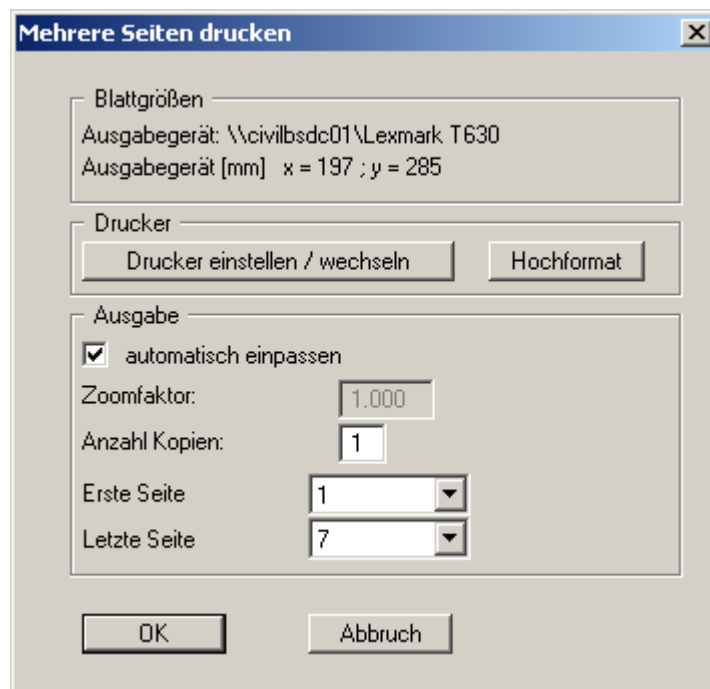 Mehrere Seiten drucken
Blattgrößen
Ausgabegerät: \\civilbsdc01\Lexmark T630
Ausgabegerät [mm]   x = 197 ; y = 285
Drucker
Drucker einstellen / wechseln   Hochformat
Ausgabe
automatisch einpassen
Zoomfaktor: 1.000
Anzahl Kopien: 1
Erste Seite 1
Letzte Seite 7
OK   Abbruch